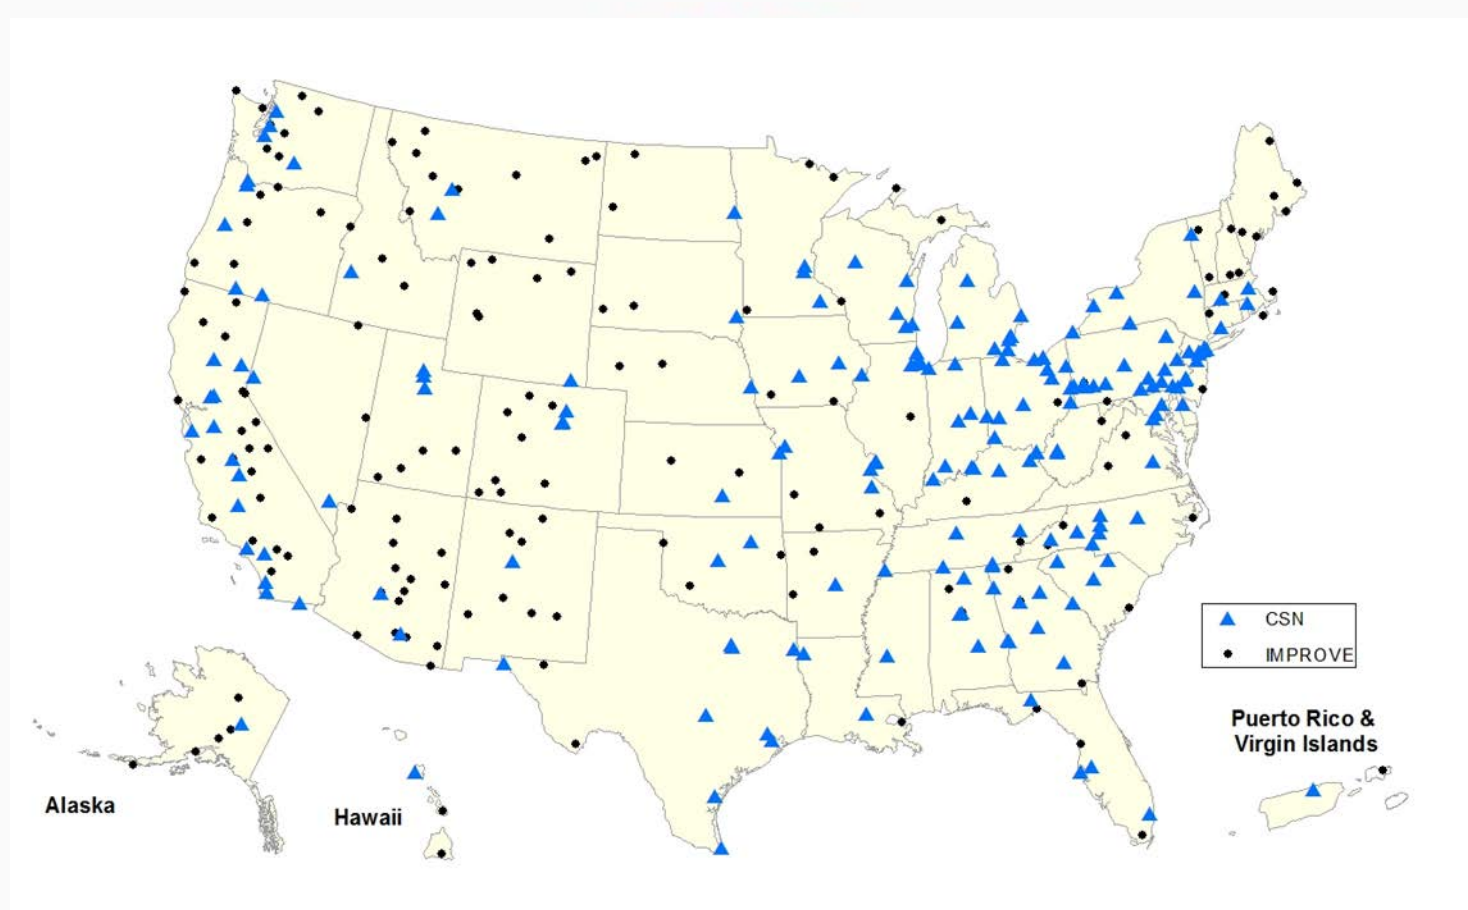 CSN
IMPROVE
Puerto Rico &
Virgin Islands
Alaska
Hawaii